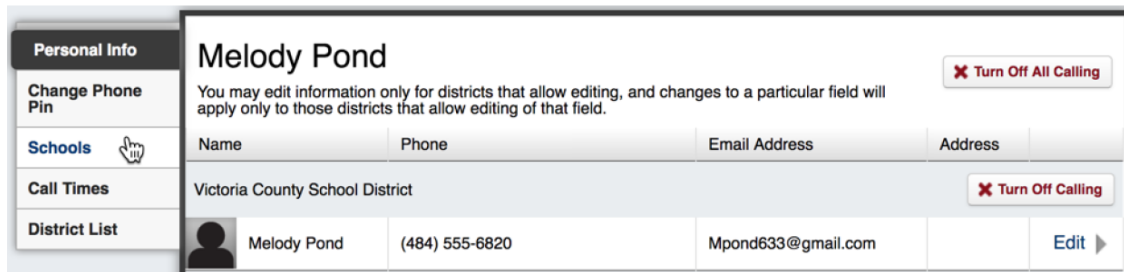 Personal Info
Change Phone
Pin
Schools
Call Times
District List
Melody Pond
Turn Off All Calling
You may edit information only for districts that allow editing, and changes to a particular field will
apply only to those districts that allow editing of that field.
Name Phone Email Address Address
Victoria County School District Turn Off Calling
Melody Pond (484) 555-6820 Mpond633@gmail.com Edit